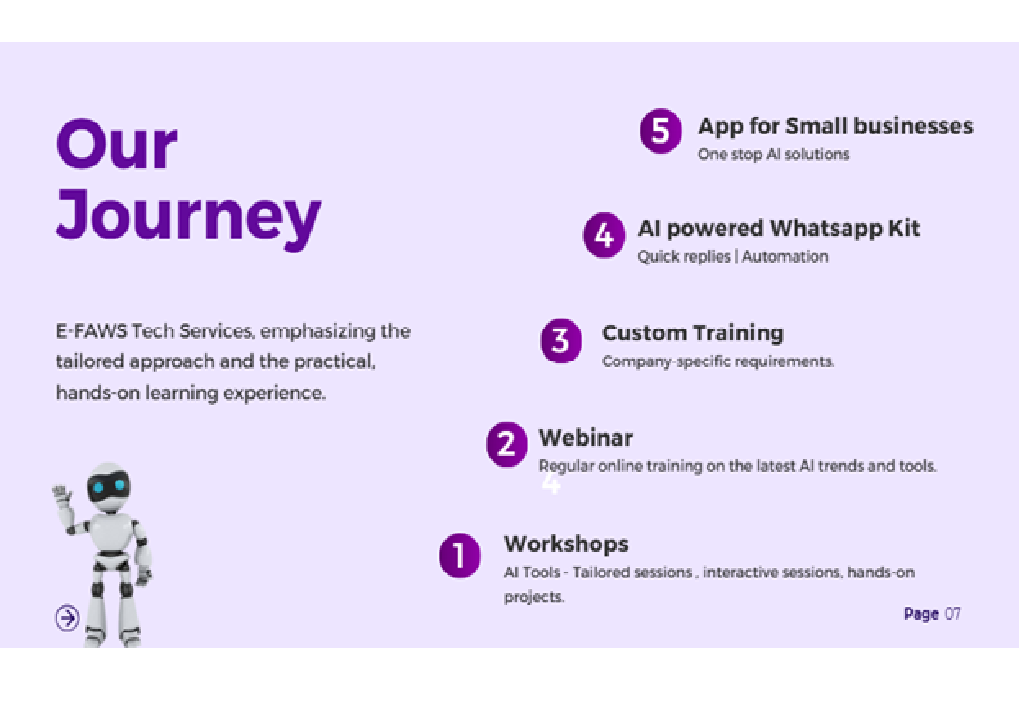 Our
Journey
E-FAWS Tech Services, emphasizing the
tailored approach and the practical,
hands-on learning experience.
5
App for Small businesses
One stop AI solutions
4
AI powered Whatsapp Kit
Quick replies | Automation
3
Custom Training
Company-specific requirements.
2
Webinar
Regular online training on the latest AI trends and tools.
4
1
Workshops
AI Tools - Tailored sessions , interactive sessions, hands-on
projects.
Page 07